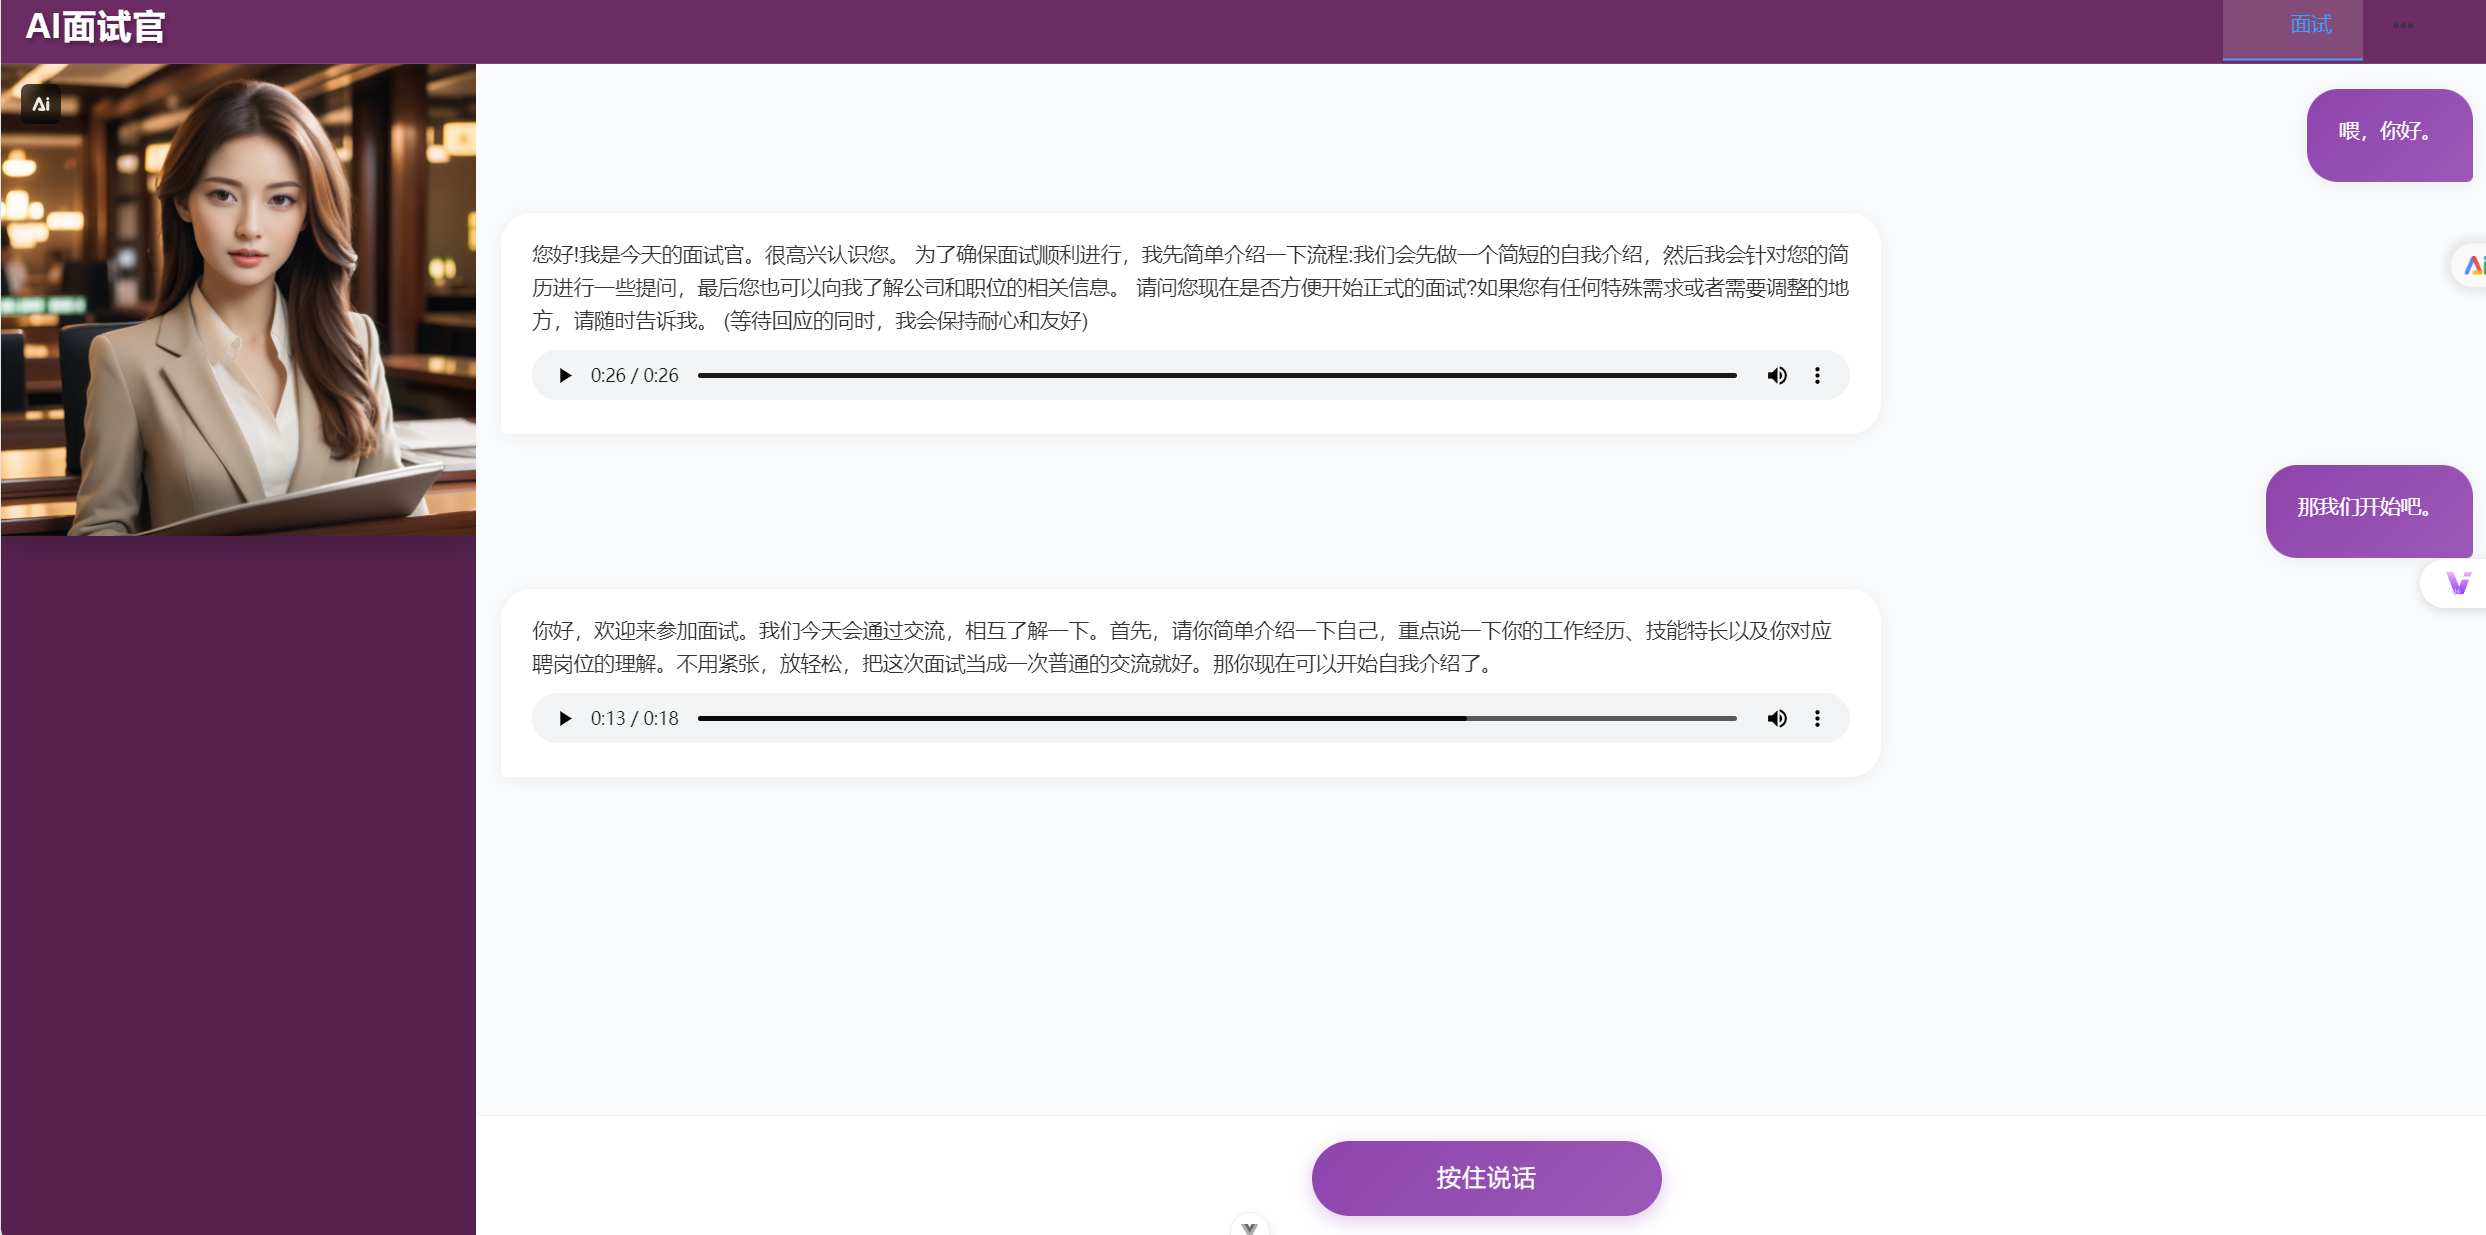 AI面试官
面试
Ai
喂，你好。
您好!我是今天的面试官。很高兴认识您。 为了确保面试顺利进行，我先简单介绍一下流程:我们会先做一个简短的自我介绍，然后我会针对您的简
历进行一些提问，最后您也可以向我了解公司和职位的相关信息。 请问您现在是否方便开始正式的面试?如果您有任何特殊需求或者需要调整的地
方，请随时告诉我。 (等待回应的同时，我会保持耐心和友好)
Ai
0:26 / 0:26
那我们开始吧。
你好，欢迎来参加面试。我们今天会通过交流，相互了解一下。首先，请你简单介绍一下自己，重点说一下你的工作经历、技能特长以及你对应
聘岗位的理解。不用紧张，放轻松，把这次面试当成一次普通的交流就好。那你现在可以开始自我介绍了。
0:13 / 0:18
按住说话